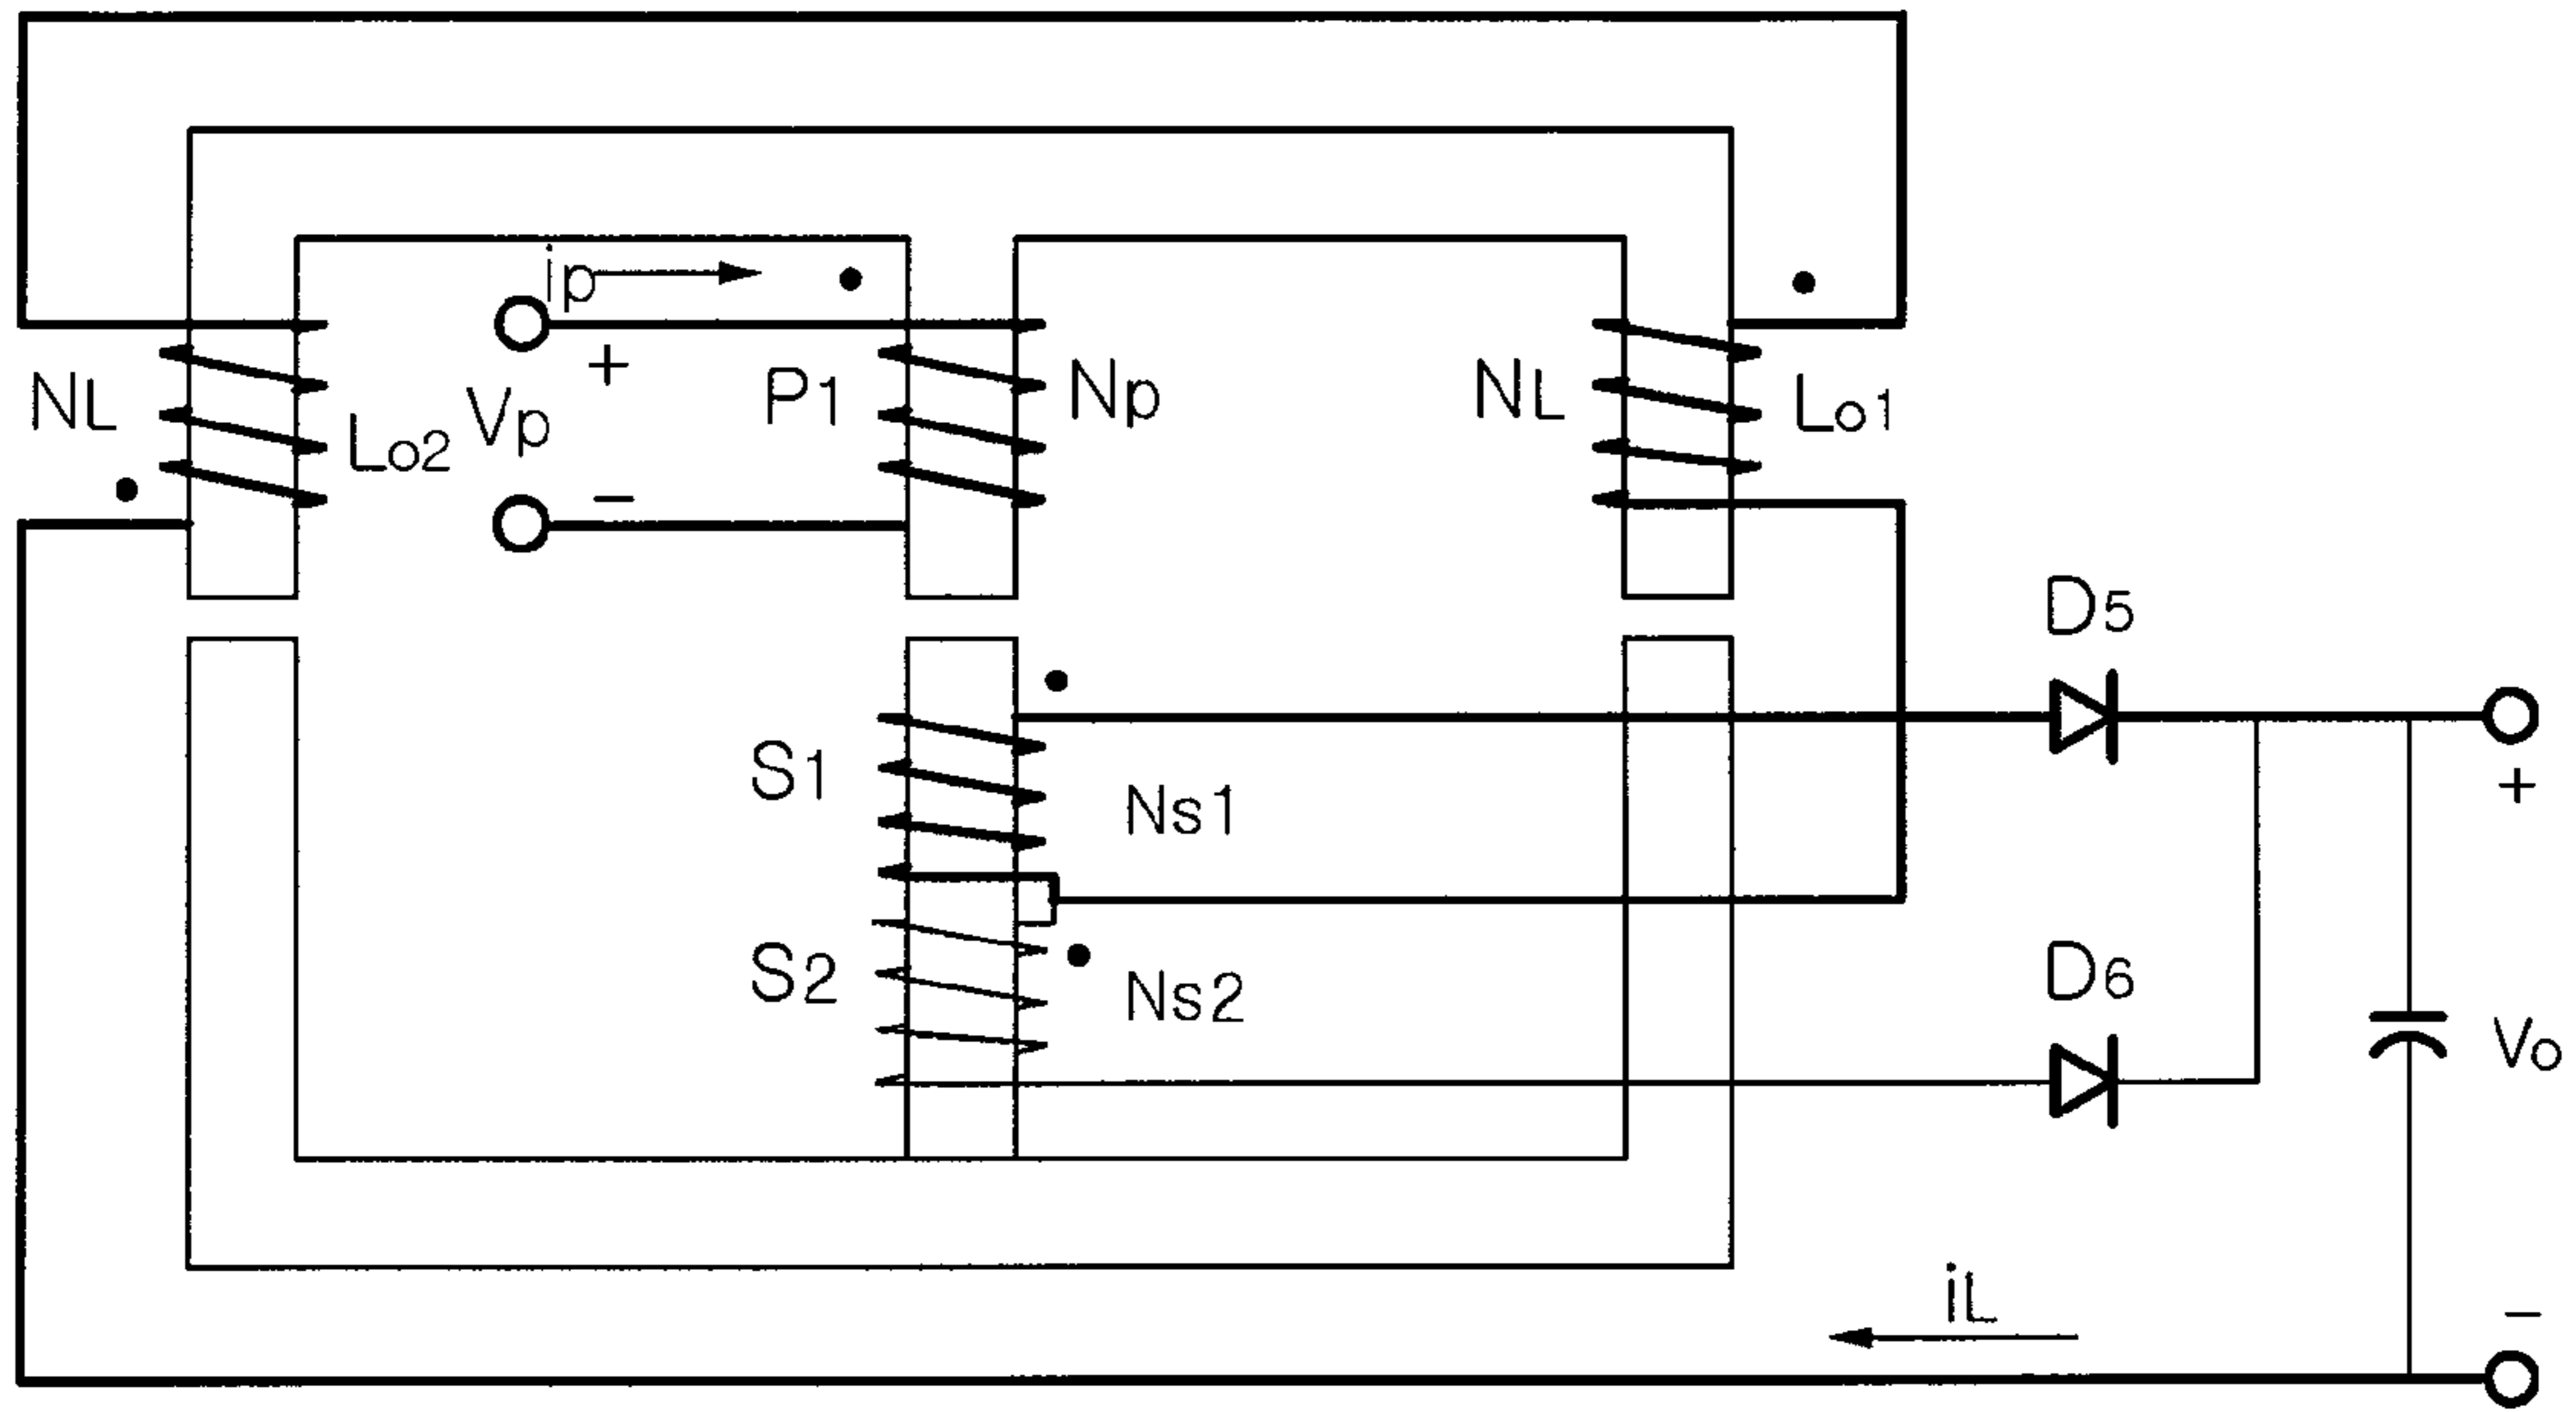 ip
+
NL
Lo2
Vp
P1
Np
NL
Lo1
−
D5
S1
Ns1
+
S2
Ns2
D6
Vo
iL
−